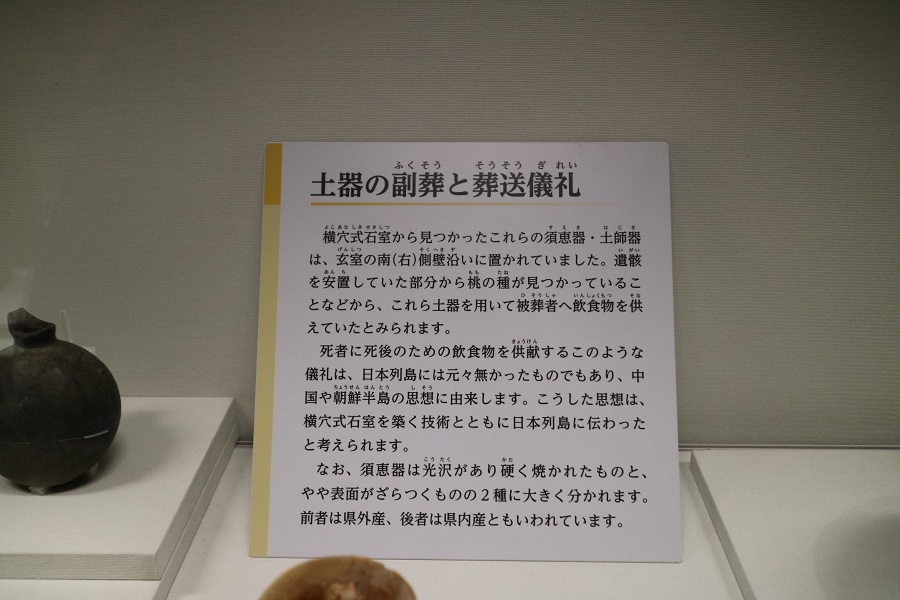 土器の副葬と葬送儀礼
横穴式石室から見つかったこれらの須恵器・土師器
は、玄室の南(右)側壁沿いに置かれていました。遺骸
を安置していた部分から桃の種が見つかっているこ
となどから、これら土器を用いて被葬者へ飲食物を供
えていたとみられます。
死者に死後のための飲食物を供献するこのような
儀礼は、日本列島には元々無かったものでもあり、中
国や朝鮮半島の思想に由来します。こうした思想は、
横穴式石室を築く技術とともに日本列島に伝わった
と考えられます。
なお、須恵器は光沢があり硬く焼かれたものと、
やや表面がざらつくものの２種に大きく分かれます。
前者は県外産、後者は県内産ともいわれています。